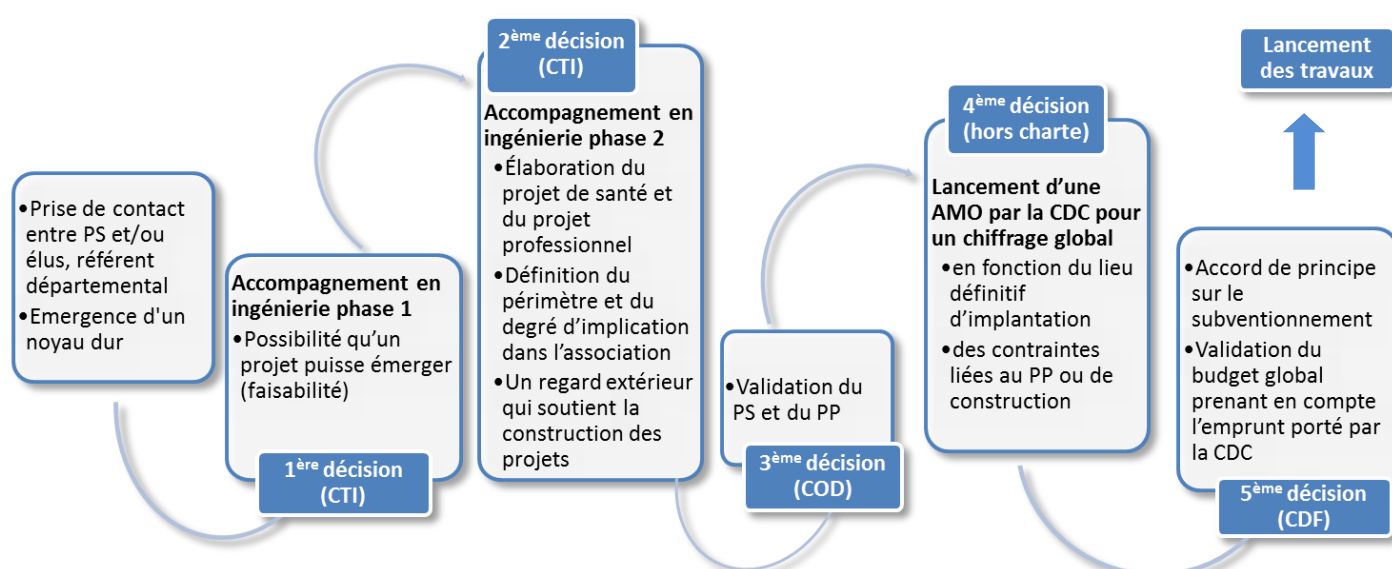 •Prise de contact
entre PS et/ou
élus, référent
départemental
•Emergence d'un
noyau dur
Accompagnement en
ingénierie phase 1
•Possibilité qu’un
projet puisse émerger
(faisabilité)
1ère décision
(CTI)
2ème décision
(CTI)
Accompagnement en
ingénierie phase 2
•Élaboration du
projet de santé et
du projet
professionnel
•Définition du
périmètre et du
degré d’implication
dans l’association
•Un regard extérieur
qui soutient la
construction des
projets
•Validation du
PS et du PP
3ème décision
(COD)
4ème décision
(hors charte)
Lancement d’une
AMO par la CDC pour
un chiffrage global
•en fonction du lieu
définitif
d’implantation
•des contraintes
liées au PP ou de
construction
•Accord de principe
sur le
subventionnement
•Validation du
budget global
prenant en compte
l’emprunt porté par
la CDC
5ème décision
(CDF)
Lancement
des travaux